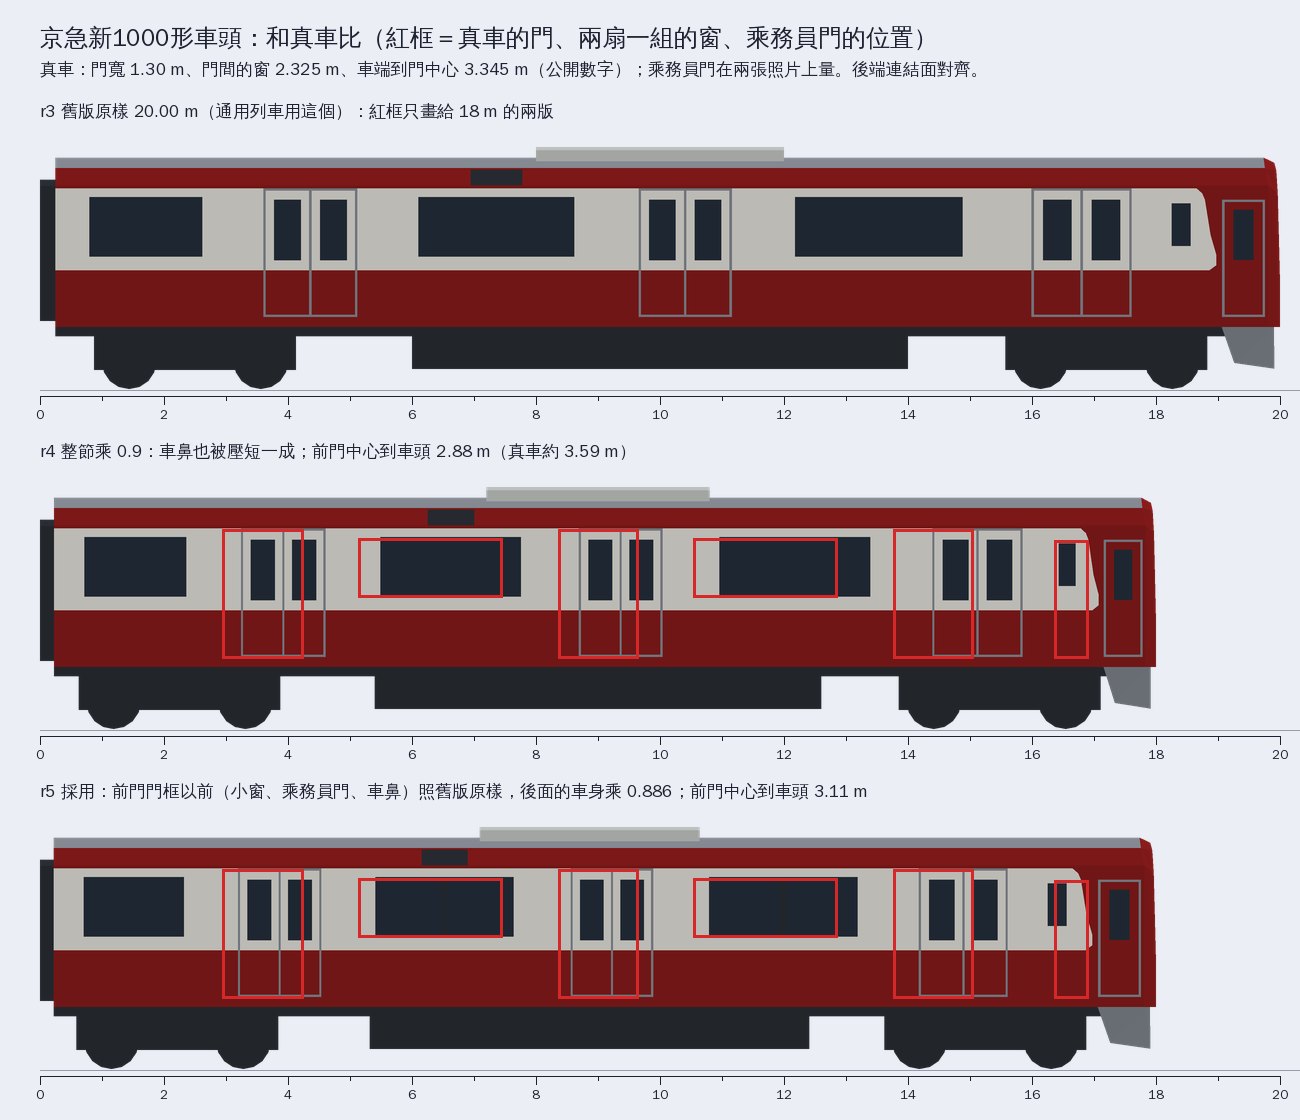 京急新1000形車頭：和真車比（紅框＝真車的門、兩扇一組的窗、乘務員門的位置）
真車：門寬 1.30 m、門間的窗 2.325 m、車端到門中心 3.345 m（公開數字）；乘務員門在兩張照片上量。後端連結面對齊。
r3 舊版原樣 20.00 m（通用列車用這個）：紅框只畫給 18 m 的兩版
0 2 4 6 8 10 12 14 16 18 20
r4 整節乘 0.9：車鼻也被壓短一成；前門中心到車頭 2.88 m（真車約 3.59 m）
0 2 4 6 8 10 12 14 16 18 20
r5 採用：前門門框以前（小窗、乘務員門、車鼻）照舊版原樣，後面的車身乘 0.886；前門中心到車頭 3.11 m
0 2 4 6 8 10 12 14 16 18 20